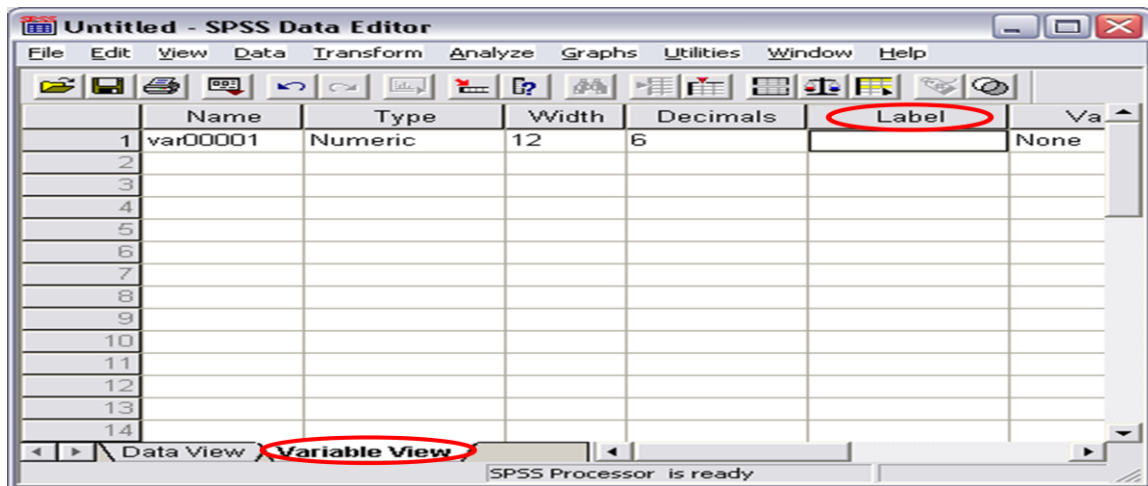 Untitled - SPSS Data Editor
File Edit View Data Transform Analyze Graphs Utilities Window Help
Name Type Width Decimals Label Va
1 var00001 Numeric 12 6 None
2
3
4
5
6
7
8
9
10
11
12
13
14
Data View Variable View
SPSS Processor is ready